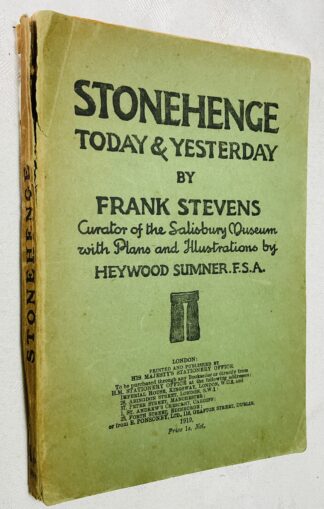 STONEHENGE
TODAY & YESTERDAY
BY
FRANK STEVENS
Curator of the Salisbury Museum
with Plans and Illustrations by
HEYWOOD SUMNER. F.S.A.
LONDON:
PRINTED AND PUBLISHED BY
HIS MAJESTY'S STATIONERY OFFICE
To be purchased through any Bookseller or directly from
H.M. STATIONERY OFFICE at the following addresses:
IMPERIAL HOUSE, KINGSWAY, LONDON, W.C.2, and
28, ABINGDON STREET, LONDON, S.W.1;
37, PETER STREET, MANCHESTER;
1, ST. ANDREW'S CRESCENT, CARDIFF;
23, FORTH STREET, EDINBURGH;
or from E. PONSONBY, LTD., 116, GRAFTON STREET, DUBLIN.
1919.
Price 1s. Net.
STONEHENGE